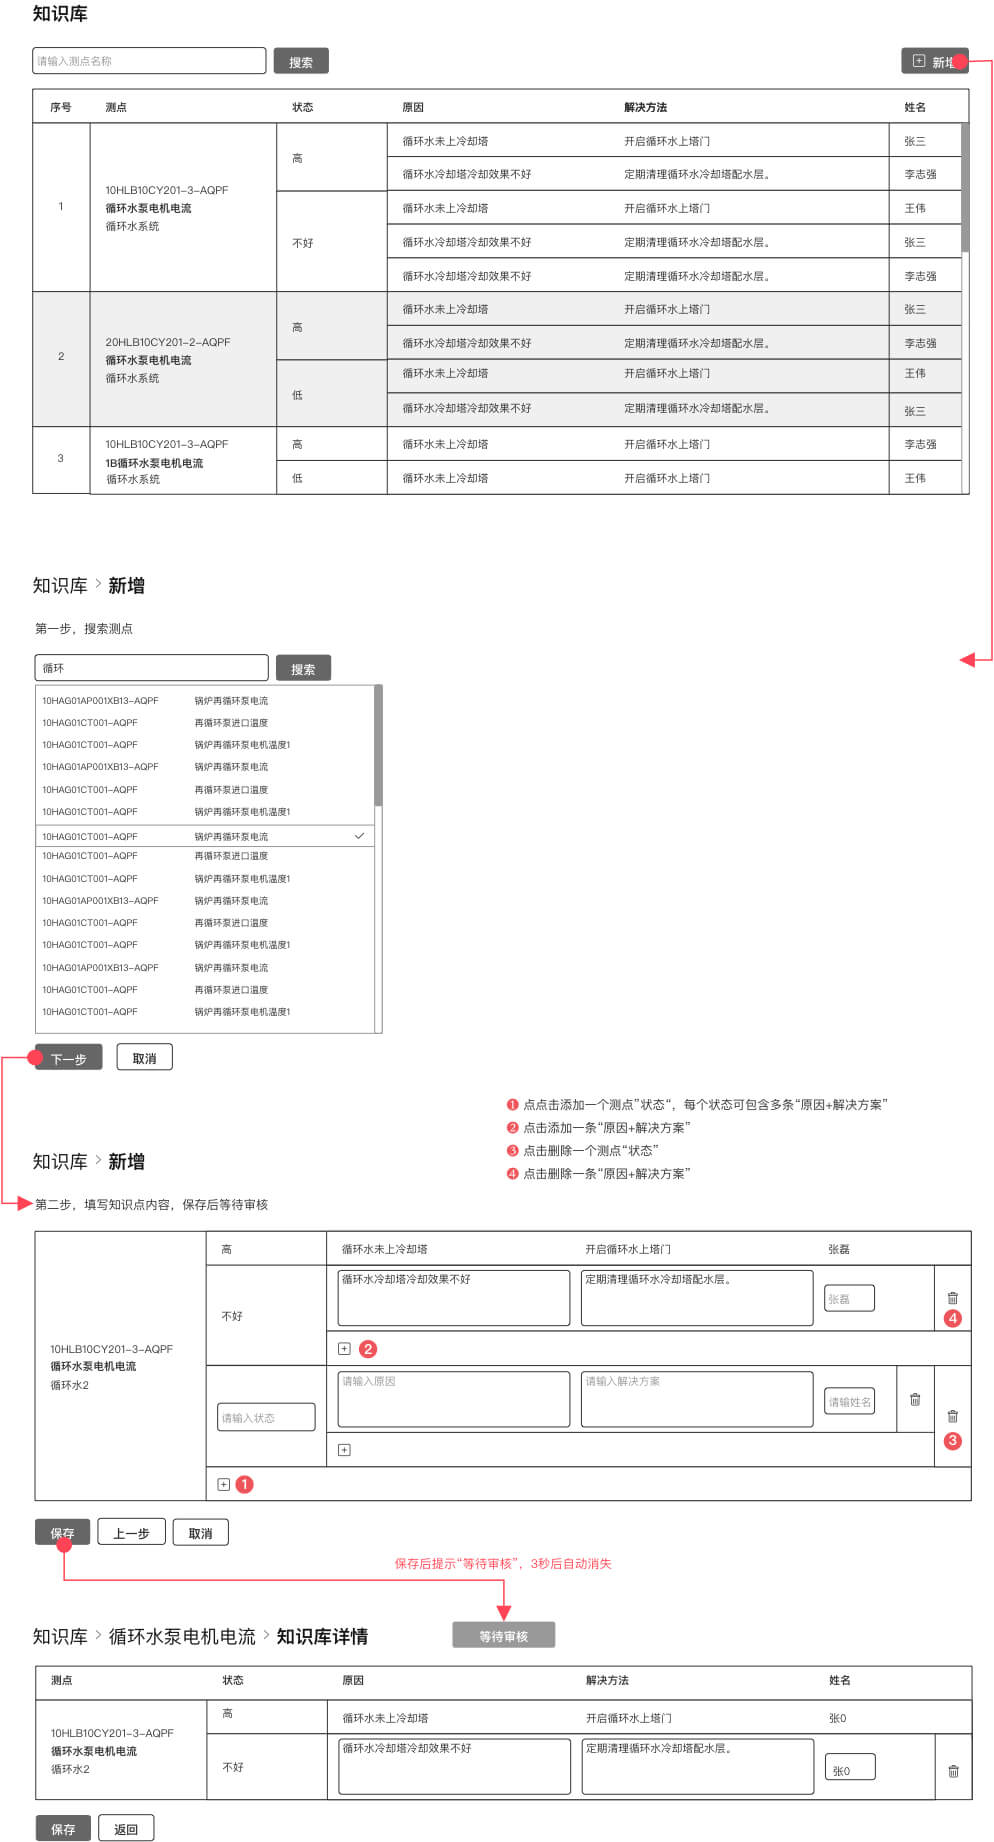 知识库
请输入测点名称
搜索
新增
序号 测点 状态 原因 解决方法 姓名
1
10HLB10CY201-3-AQPF
循环水泵电机电流
循环水系统
高
循环水未上冷却塔 开启循环水上塔门 张三
循环水冷却塔冷却效果不好 定期清理循环水冷却塔配水层。 李志强
不好
循环水未上冷却塔 开启循环水上塔门 王伟
循环水冷却塔冷却效果不好 定期清理循环水冷却塔配水层。 张三
循环水冷却塔冷却效果不好 定期清理循环水冷却塔配水层。 李志强
2
20HLB10CY201-2-AQPF
循环水泵电机电流
循环水系统
高
循环水未上冷却塔 开启循环水上塔门 张三
循环水冷却塔冷却效果不好 定期清理循环水冷却塔配水层。 李志强
低
循环水未上冷却塔 开启循环水上塔门 王伟
循环水冷却塔冷却效果不好 定期清理循环水冷却塔配水层。 张三
3
10HLB10CY201-3-AQPF
1B循环水泵电机电流
循环水系统
高 循环水未上冷却塔 开启循环水上塔门 李志强
低 循环水未上冷却塔 开启循环水上塔门 王伟
知识库 > 新增
第一步，搜索测点
循环
搜索
10HAG01AP001XB13-AQPF 锅炉再循环泵电流
10HAG01CT001-AQPF 再循环泵进口温度
10HAG01CT001-AQPF 锅炉再循环泵电机温度1
10HAG01AP001XB13-AQPF 锅炉再循环泵电流
10HAG01CT001-AQPF 再循环泵进口温度
10HAG01CT001-AQPF 锅炉再循环泵电机温度1
10HAG01CT001-AQPF 锅炉再循环泵电流
10HAG01CT001-AQPF 再循环泵进口温度
10HAG01CT001-AQPF 锅炉再循环泵电机温度1
10HAG01AP001XB13-AQPF 锅炉再循环泵电流
10HAG01CT001-AQPF 再循环泵进口温度
10HAG01CT001-AQPF 锅炉再循环泵电机温度1
10HAG01AP001XB13-AQPF 锅炉再循环泵电流
10HAG01CT001-AQPF 再循环泵进口温度
10HAG01CT001-AQPF 锅炉再循环泵电机温度1
下一步
取消
1 点点击添加一个测点”状态“，每个状态可包含多条“原因+解决方案”
2 点击添加一条“原因+解决方案”
3 点击删除一个测点“状态”
4 点击删除一条“原因+解决方案”
知识库 > 新增
第二步，填写知识点内容，保存后等待审核
10HLB10CY201-3-AQPF
循环水泵电机电流
循环水2
高 循环水未上冷却塔 开启循环水上塔门 张磊
不好
循环水冷却塔冷却效果不好 定期清理循环水冷却塔配水层。
张磊
4
2
请输入状态
请输入原因 请输入解决方案
请输姓名
3
1
保存
上一步
取消
保存后提示“等待审核”，3秒后自动消失
知识库 > 循环水泵电机电流 > 知识库详情
等待审核
测点 状态 原因 解决方法 姓名
10HLB10CY201-3-AQPF
循环水泵电机电流
循环水2
高 循环水未上冷却塔 开启循环水上塔门 张0
不好
循环水冷却塔冷却效果不好 定期清理循环水冷却塔配水层。
张0
保存
返回